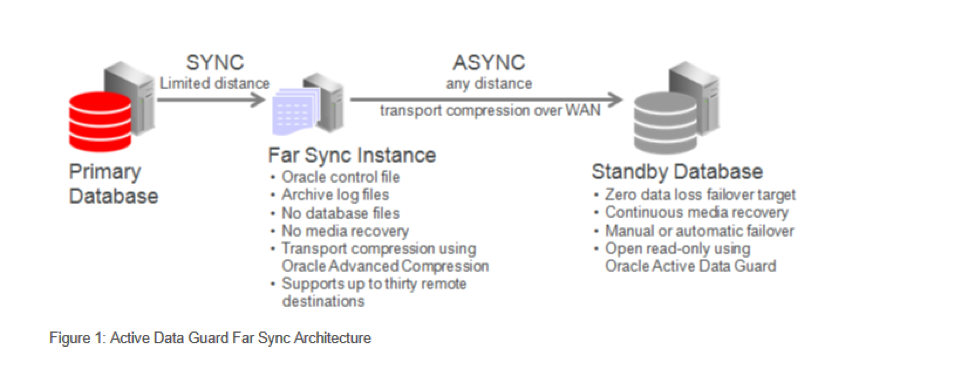 SYNC
Limited distance
ASYNC
any distance
transport compression over WAN
Primary
Database
Far Sync Instance
• Oracle control file
• Archive log files
• No database files
• No media recovery
• Transport compression using
Oracle Advanced Compression
• Supports up to thirty remote
destinations
Standby Database
• Zero data loss failover target
• Continuous media recovery
• Manual or automatic failover
• Open read-only using
Oracle Active Data Guard
Figure 1: Active Data Guard Far Sync Architecture